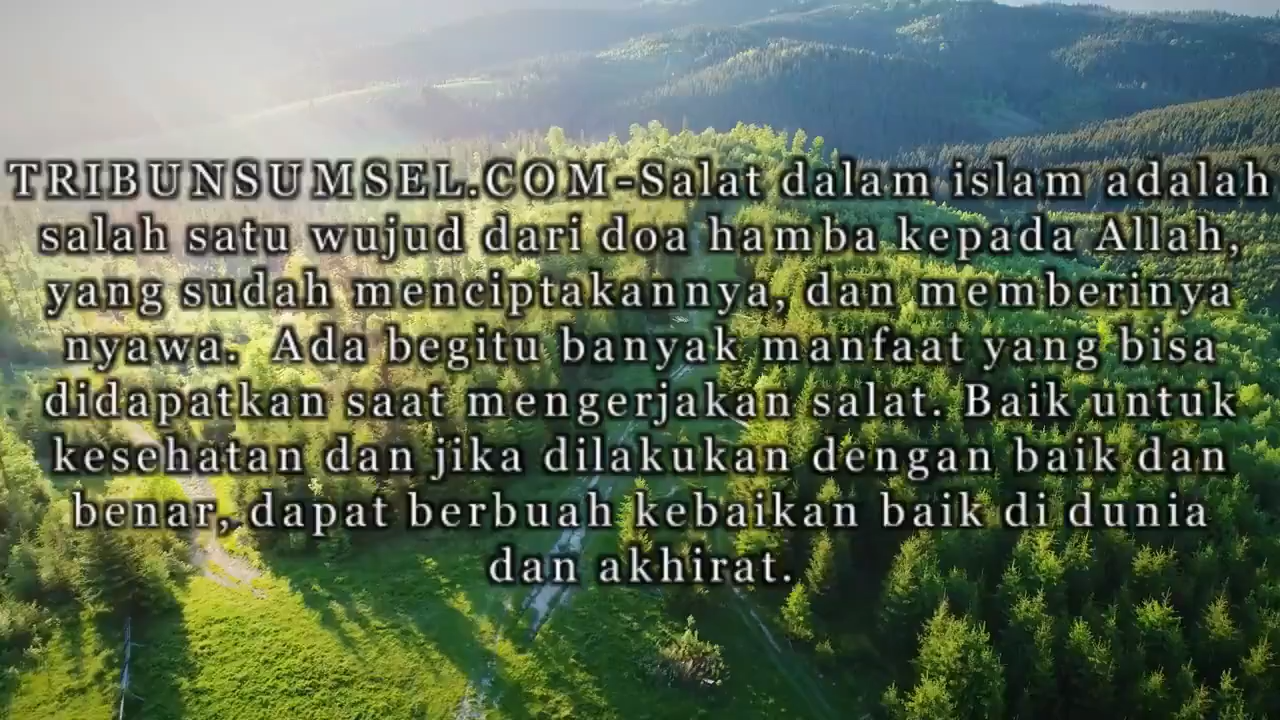 TRIBUNSUMSEL.COM-Salat dalam islam adalah
salah satu wujud dari doa hamba kepada Allah,
yang sudah menciptakannya, dan memberinya
nyawa.  Ada begitu banyak manfaat yang bisa
didapatkan saat mengerjakan salat. Baik untuk
kesehatan dan jika dilakukan dengan baik dan
benar, dapat berbuah kebaikan baik di dunia
dan akhirat.